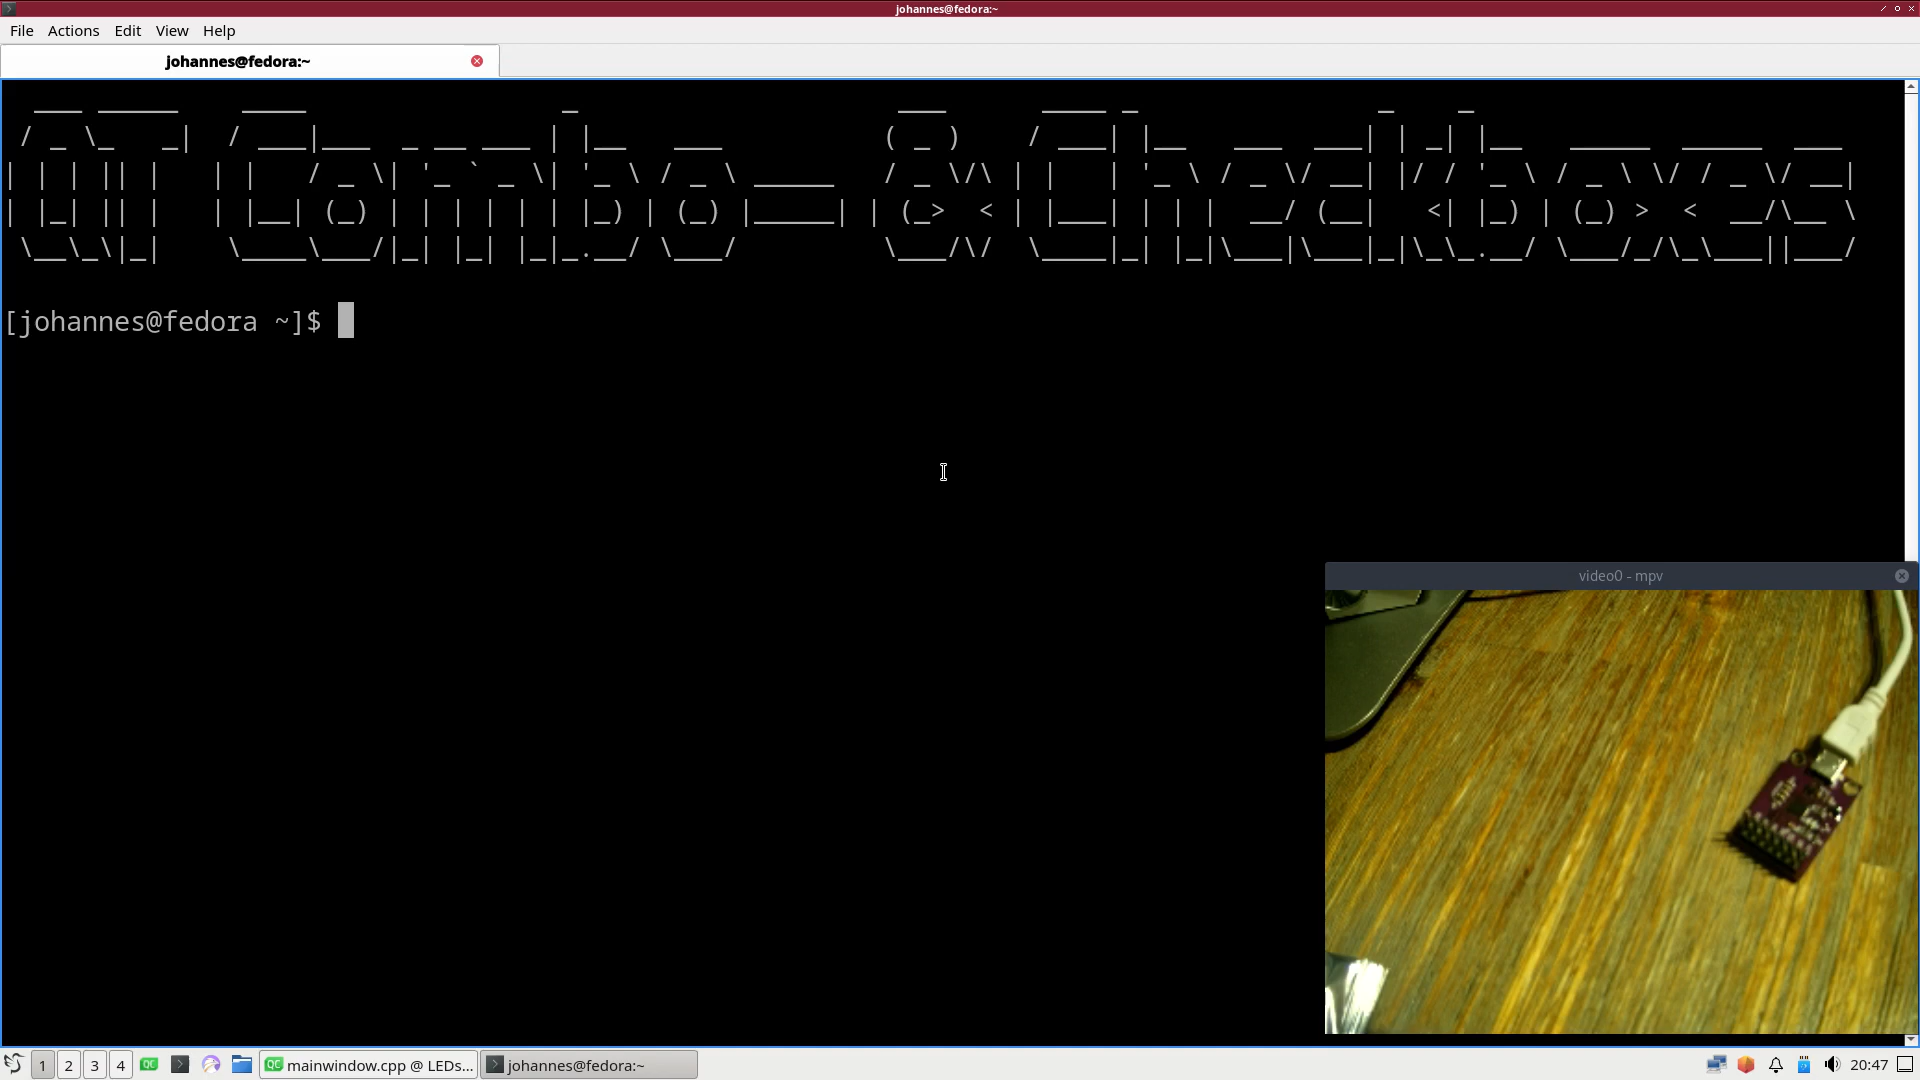 johannes@fedora:~
File Actions Edit View Help
johannes@fedora:~
QT Combo- & Checkboxes
[johannes@fedora ~]$
video0 - mpv
1 2 3 4 mainwindow.cpp @ LEDs... johannes@fedora:~ 20:47